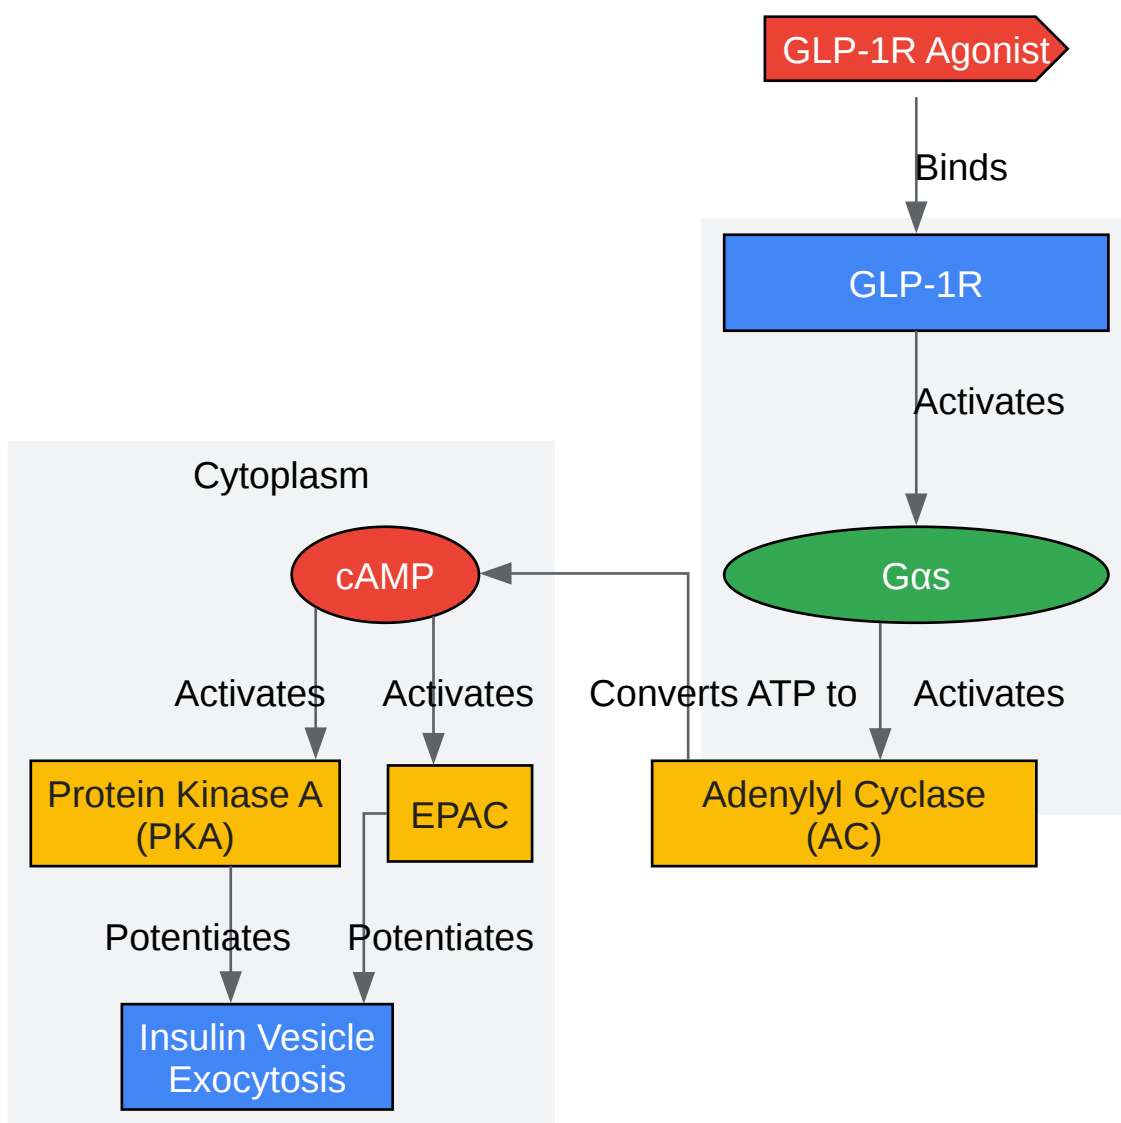 GLP-1R Agonist
Binds
GLP-1R
Activates
Cytoplasm
cAMP
Gαs
Activates
Activates
Converts ATP to
Activates
Protein Kinase A
(PKA)
EPAC
Adenylyl Cyclase
(AC)
Potentiates
Potentiates
Insulin Vesicle
Exocytosis